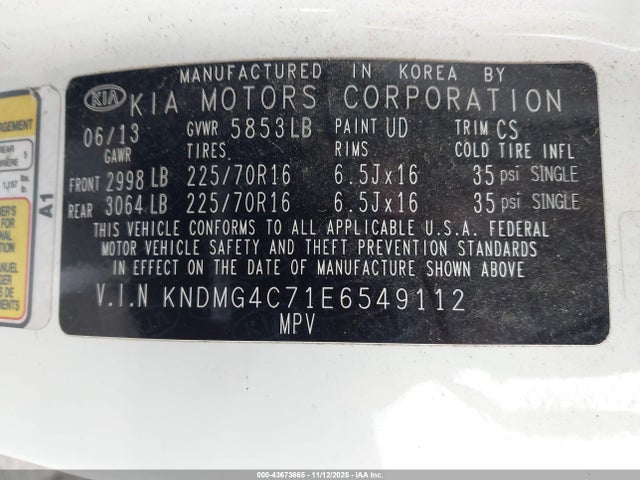 MANUFACTURED IN KOREA BY
KIA KIA MOTORS CORPORATION
06/13 GVWR 5853LB PAINT UD TRIM CS
GAWR TIRES. RIMS COLD TIRE INFL
FRONT 2998 LB 225/70R16 6.5Jx16 35 psi SINGLE
REAR 3064 LB 225/70R16 6.5Jx16 35 psi SINGLE
THIS VEHICLE CONFORMS TO ALL APPLICABLE U.S.A. FEDERAL
MOTOR VEHICLE SAFETY AND THEFT PREVENTION STANDARDS
IN EFFECT ON THE DATE OF MANUFACTURE SHOWN ABOVE
V.I.N KNDMG4C71E6549112
MPV
REAR 5
A1
000-43673665 - 11/12/2025 - IAA Inc.